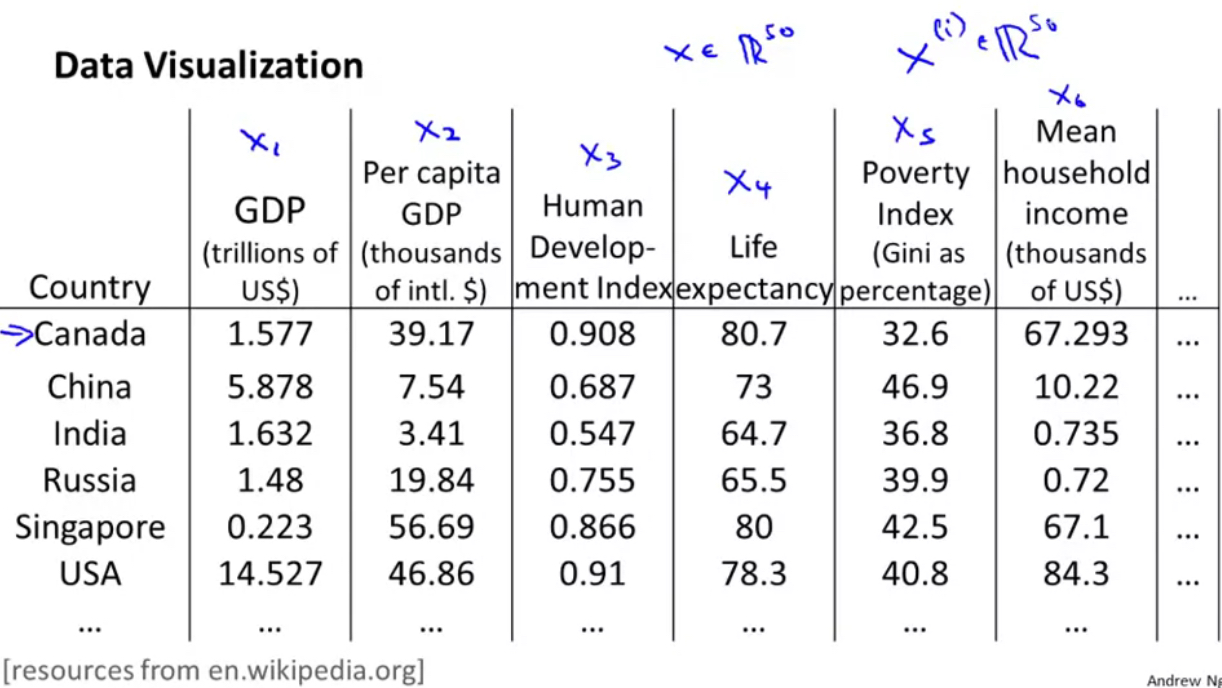 Data Visualization
x ∈ ℝ⁵⁰ x⁽ⁱ⁾ ∈ ℝ⁵⁰
x₁ x₂ x₃ x₄ x₅ x₆
Country
GDP
(trillions of
US$)
Per capita
GDP
(thousands
of intl. $)
Human
Develop-
ment Index
Life
expectancy
Poverty
Index
(Gini as
percentage)
Mean
household
income
(thousands
of US$)
...
→Canada 1.577 39.17 0.908 80.7 32.6 67.293 ...
China 5.878 7.54 0.687 73 46.9 10.22 ...
India 1.632 3.41 0.547 64.7 36.8 0.735 ...
Russia 1.48 19.84 0.755 65.5 39.9 0.72 ...
Singapore 0.223 56.69 0.866 80 42.5 67.1 ...
USA 14.527 46.86 0.91 78.3 40.8 84.3 ...
... ... ... ... ... ... ...
[resources from en.wikipedia.org]
Andrew Ng